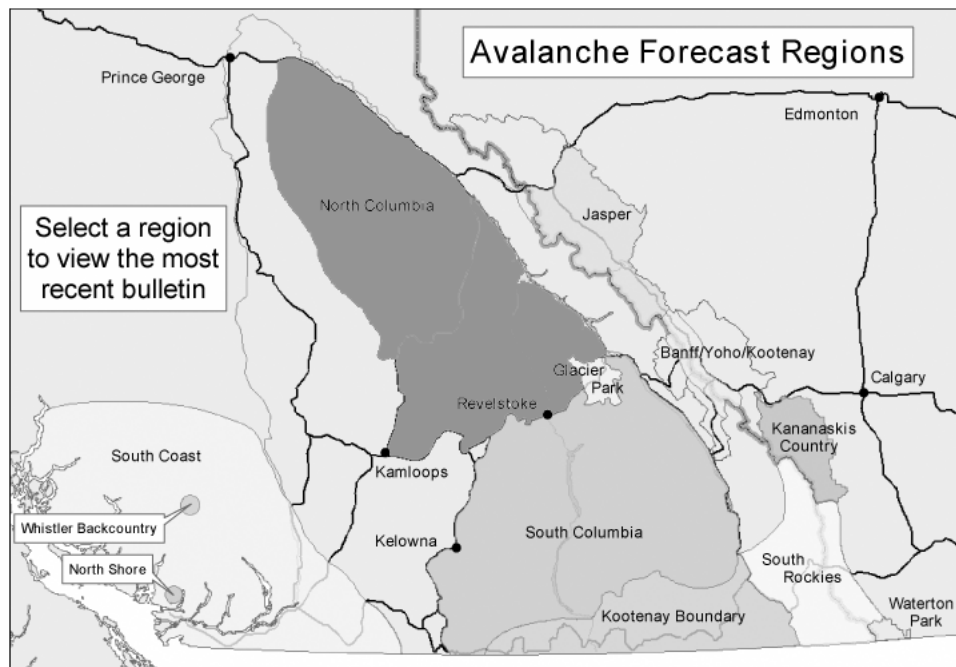 Avalanche Forecast Regions
Prince George
Edmonton
North Columbia
Jasper
Select a region
to view the most
recent bulletin
Banff/Yoho/Kootenay
Glacier
Park
Calgary
Revelstoke
Kananaskis
Country
South Coast
Kamloops
Whistler Backcountry
Kelowna
South Columbia
North Shore
South
Rockies
Kootenay Boundary
Waterton
Park